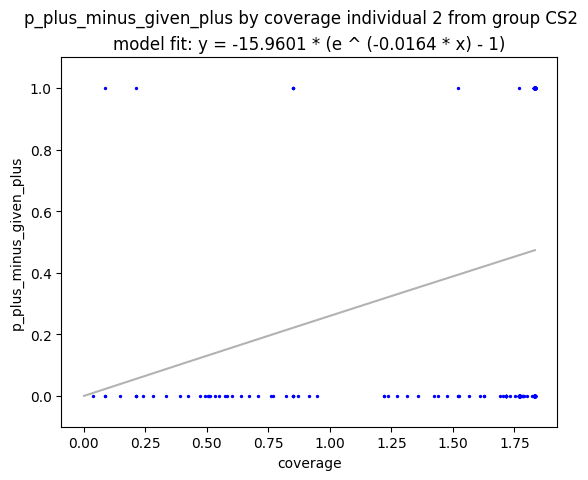 p_plus_minus_given_plus by coverage individual 2 from group CS2
model fit: y = -15.9601 * (e ^ (-0.0164 * x) - 1)
1.0
0.8
0.6
0.4
0.2
0.0
p_plus_minus_given_plus
0.00 0.25 0.50 0.75 1.00 1.25 1.50 1.75
coverage